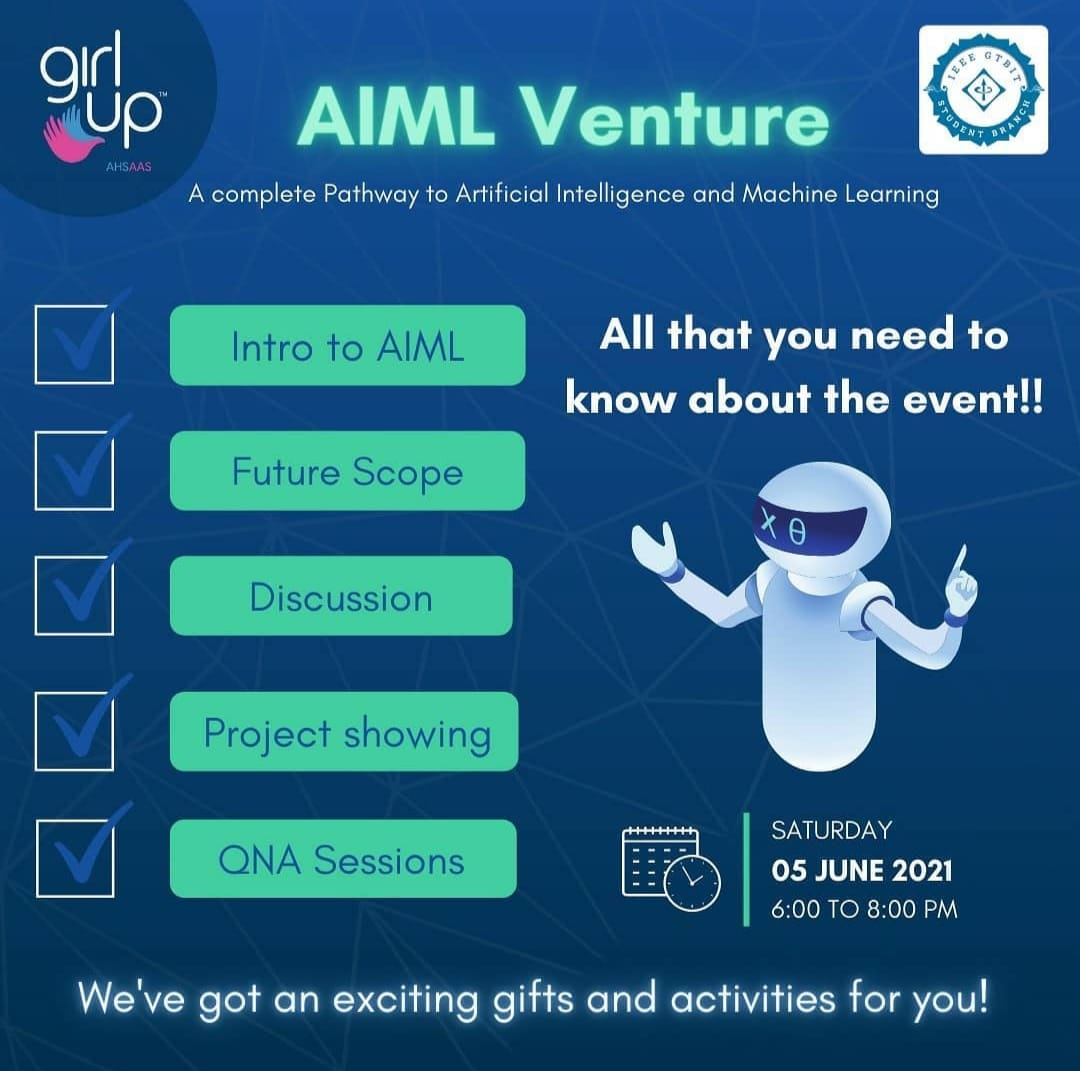 girl
up™
AHSAAS
AIML Venture
IEEE GTBIT
STUDENT BRANCH
A complete Pathway to Artificial Intelligence and Machine Learning
Intro to AIML
Future Scope
Discussion
Project showing
QNA Sessions
All that you need to
know about the event!!
X θ
SATURDAY
05 JUNE 2021
6:00 TO 8:00 PM
We've got an exciting gifts and activities for you!